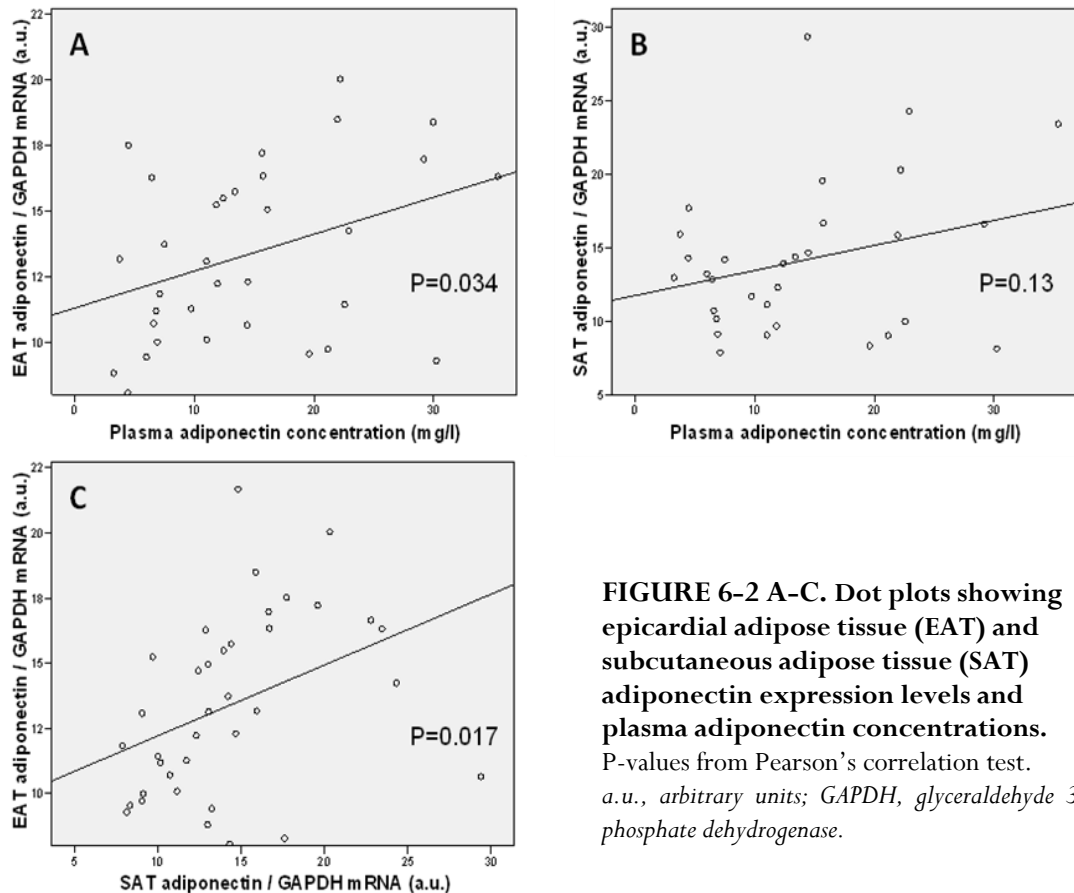 A
EAT adiponectin / GAPDH mRNA (a.u.)
22
20
18
15
12
10
P=0.034
0 10 20 30
Plasma adiponectin concentration (mg/l)
B
SAT adiponectin / GAPDH mRNA (a.u.)
30
25
20
15
10
5
P=0.13
0 10 20 30
Plasma adiponectin concentration (mg/l)
C
EAT adiponectin / GAPDH mRNA (a.u.)
22
20
18
15
12
10
P=0.017
5 10 15 20 25 30
SAT adiponectin / GAPDH mRNA (a.u.)
FIGURE 6-2 A-C. Dot plots showing
epicardial adipose tissue (EAT) and
subcutaneous adipose tissue (SAT)
adiponectin expression levels and
plasma adiponectin concentrations.
P-values from Pearson’s correlation test.
a.u., arbitrary units; GAPDH, glyceraldehyde 3
phosphate dehydrogenase.